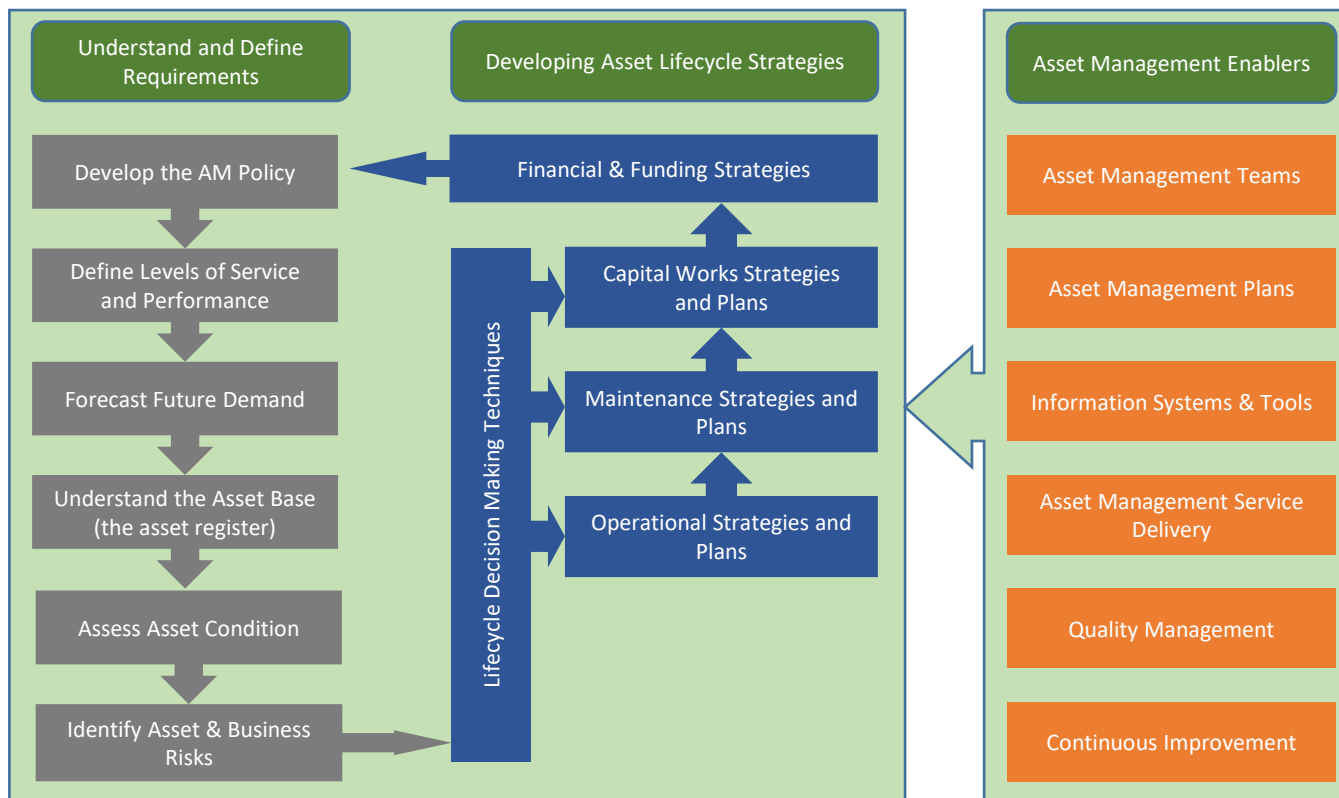 Understand and Define
Requirements
Develop the AM Policy
Define Levels of Service
and Performance
Forecast Future Demand
Understand the Asset Base
(the asset register)
Assess Asset Condition
Identify Asset & Business
Risks
Developing Asset Lifecycle Strategies
Financial & Funding Strategies
Lifecycle Decision Making Techniques
Capital Works Strategies
and Plans
Maintenance Strategies and
Plans
Operational Strategies and
Plans
Asset Management Enablers
Asset Management Teams
Asset Management Plans
Information Systems & Tools
Asset Management Service
Delivery
Quality Management
Continuous Improvement